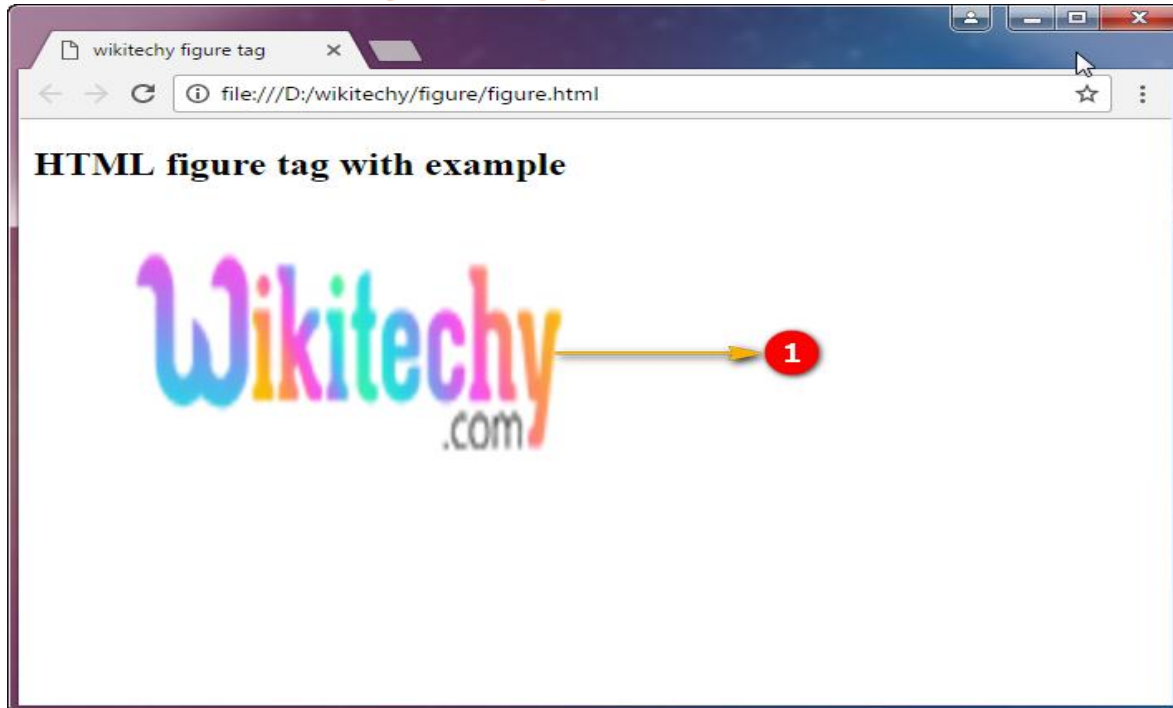 wikitechy figure tag
file:///D:/wikitechy/figure/figure.html
HTML figure tag with example
Wikitechy
.com
1